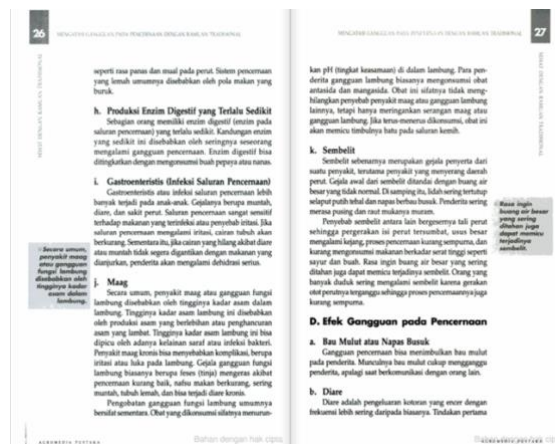 26
MENGATASI GANGGUAN PADA PENCERNAAN DENGAN RAMUAN TRADISIONAL
seperti rasa panas dan mual pada perut. Sistem pencernaan
yang lemah umumnya disebabkan oleh pola makan yang
buruk.
h. Produksi Enzim Digestif yang Terlalu Sedikit
Sebagian orang memiliki enzim digestif (enzim pada
saluran pencernaan) yang terlalu sedikit. Kandungan enzim
yang sedikit ini disebabkan oleh seringnya seseorang
mengalami gangguan pencernaan. Enzim digestif bisa
ditingkatkan dengan mengonsumsi buah pepaya atau nanas.
i. Gastroenteristis (Infeksi Saluran Pencernaan)
Gastroenteristis atau infeksi saluran pencernaan lebih
banyak terjadi pada anak-anak. Gejalanya berupa muntah,
diare, dan sakit perut. Saluran pencernaan sangat sensitif
terhadap makanan yang terinfeksi atau penyebab iritasi. Jika
saluran pencernaan mengalami iritasi, cairan tubuh akan
berkurang. Sementara itu, jika cairan yang hilang akibat diare
atau muntah tidak segera digantikan dengan makanan yang
dianjurkan, penderita akan mengalami dehidrasi serius.
Secara umum,
penyakit maag
atau gangguan
fungsi lambung
disebabkan oleh
tingginya kadar
asam dalam
lambung.
j. Maag
Secara umum, penyakit maag atau gangguan fungsi
lambung disebabkan oleh tingginya kadar asam dalam
lambung. Tingginya kadar asam lambung ini disebabkan
oleh produksi asam yang berlebihan atau penghancuran
asam yang lambat. Tingginya kadar asam lambung ini bisa
dipicu oleh adanya kelainan saraf atau infeksi bakteri.
Penyakit maag kronis bisa menyebabkan komplikasi, berupa
iritasi atau luka pada lambung. Gejala gangguan fungsi
lambung biasanya berupa feses (tinja) mengeras akibat
pencernaan kurang baik, nafsu makan berkurang, sering
muntah, tubuh lemah, dan bisa terjadi diare kronis.
Pengobatan gangguan fungsi lambung umumnya
bersifat sementara. Obat yang dikonsumsi sifatnya menurun-
AGROMEDIA PUSTAKA
Bahan dengan hak cipta
27
MENGATASI GANGGUAN PADA PENCERNAAN DENGAN RAMUAN TRADISIONAL
kan pH (tingkat keasamaan) di dalam lambung. Para pen-
derita gangguan lambung biasanya mengonsumsi obat
antasida dan mangasida. Obat ini sifatnya tidak meng-
hilangkan penyebab penyakit maag atau gangguan lambung
lainnya, tetapi hanya meringankan serangan maag atau
gangguan lambung. Jika terus-menerus dikonsumsi, obat ini
akan memicu timbulnya batu pada saluran kemih.
k. Sembelit
Sembelit sebenarnya merupakan gejala penyerta dari
suatu penyakit, terutama penyakit yang menyerang daerah
perut. Gejala awal dari sembelit ditandai dengan buang air
besar yang tidak normal. Di samping itu, lidah sering tertutup
selaput putih tebal dan napas berbau busuk. Penderita sering
merasa pusing dan raut mukanya muram.
Penyebab sembelit antara lain bergesernya tali perut
sehingga pergerakan isi perut tersumbat, usus besar
mengalami kejang, proses pencernaan kurang sempurna, dan
kurang mengonsumsi makanan berkadar serat tinggi seperti
sayur dan buah. Rasa ingin buang air besar yang sering
ditahan juga dapat memicu terjadinya sembelit. Orang yang
banyak duduk sering mengalami sembelit karena gerakan
otot perutnya terganggu sehingga proses pencernaannya juga
kurang sempurna.
Rasa ingin
buang air besar
yang sering
ditahan juga
dapat memicu
terjadinya
sembelit.
D. Efek Gangguan pada Pencernaan
a. Bau Mulut atau Napas Busuk
Gangguan pencernaan bisa menimbulkan bau mulut
pada penderita. Munculnya bau mulut cukup mengganggu
penderita, apalagi saat berkomunikasi dengan orang lain.
b. Diare
Diare adalah pengeluaran kotoran yang encer dengan
frekuensi lebih sering daripada biasanya. Tindakan pertama